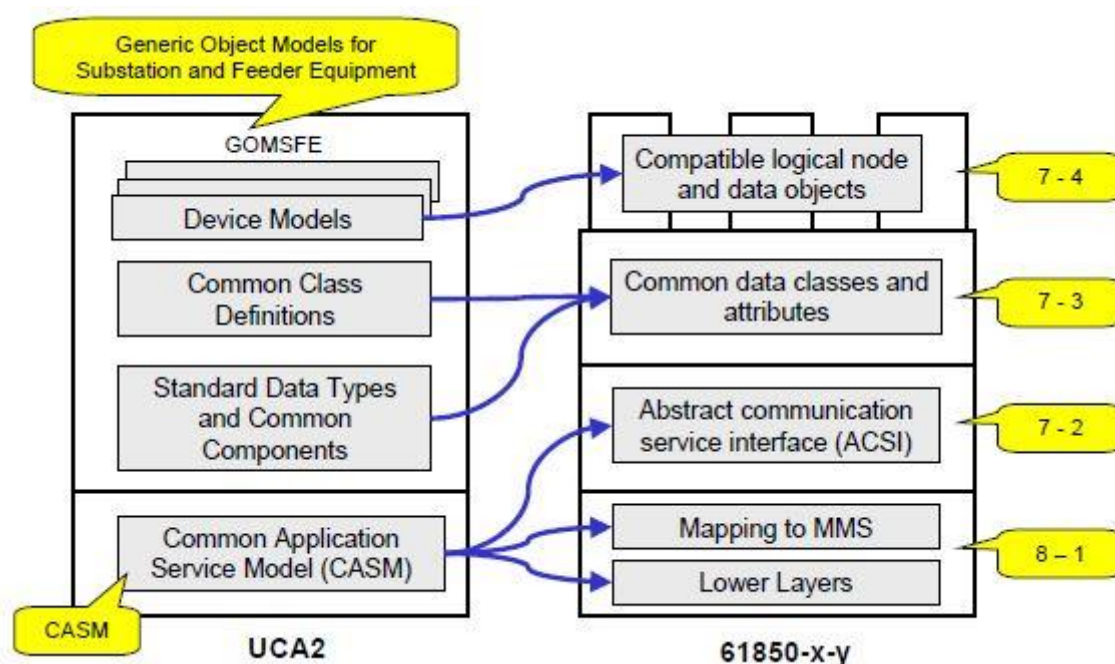 Generic Object Models for
Substation and Feeder Equipment
GOMSFE
Device Models
Common Class
Definitions
Standard Data Types
and Common
Components
Common Application
Service Model (CASM)
CASM
UCA2
Compatible logical node
and data objects
7 - 4
Common data classes and
attributes
7 - 3
Abstract communication
service interface (ACSI)
7 - 2
Mapping to MMS
Lower Layers
8 – 1
61850-x-y